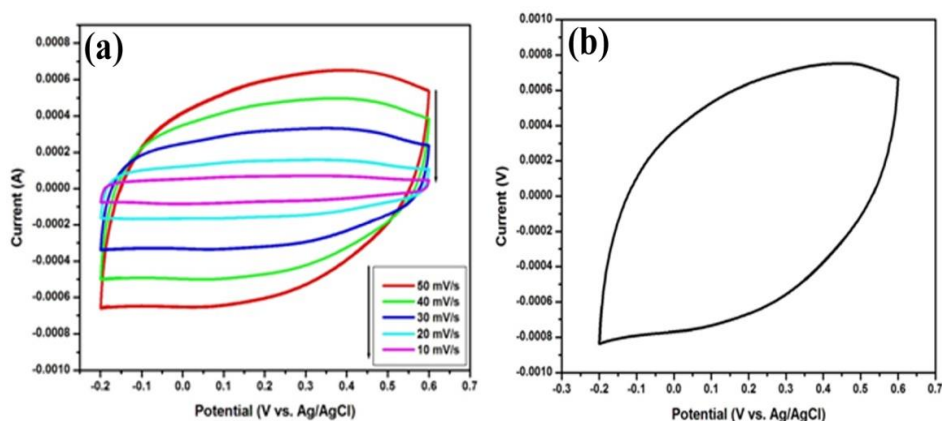 (a)
0.0008
0.0006
0.0004
0.0002
0.0000
-0.0002
-0.0004
-0.0006
-0.0008
-0.0010
Current (A)
-0.2 -0.1 0.0 0.1 0.2 0.3 0.4 0.5 0.6 0.7
Potential (V vs. Ag/AgCl)
50 mV/s
40 mV/s
30 mV/s
20 mV/s
10 mV/s
(b)
0.0010
0.0008
0.0006
0.0004
0.0002
0.0000
-0.0002
-0.0004
-0.0006
-0.0008
-0.0010
Current (V)
-0.3 -0.2 -0.1 0.0 0.1 0.2 0.3 0.4 0.5 0.6 0.7
Potential (V vs. Ag/AgCl)